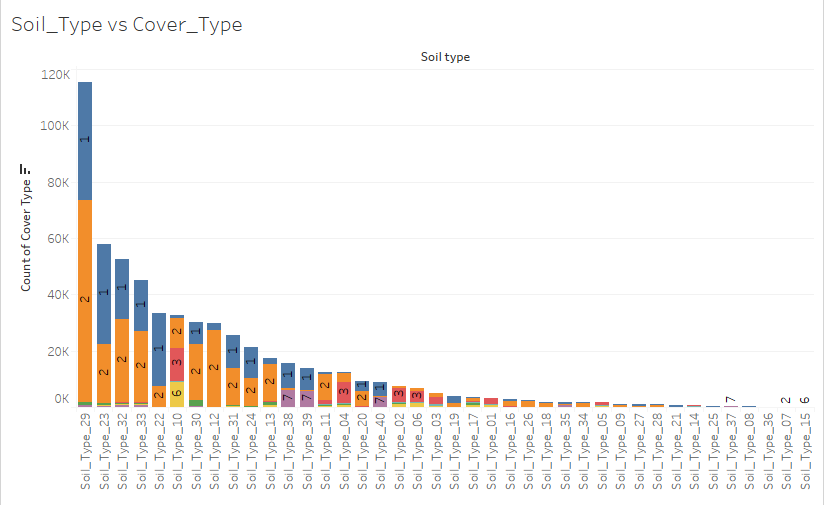 Soil_Type vs Cover_Type
Soil type
Count of Cover Type
120K
100K
80K
60K
40K
20K
0K
1
2
1
2
1
2
1
2
1
2
2
3
6
1
2
2
1
2
1
2
2
1
7
1
7
2
3
1
2
1
7
3
3
7
2
6
Soil_Type_29
Soil_Type_23
Soil_Type_32
Soil_Type_33
Soil_Type_22
Soil_Type_10
Soil_Type_30
Soil_Type_12
Soil_Type_31
Soil_Type_24
Soil_Type_13
Soil_Type_38
Soil_Type_39
Soil_Type_11
Soil_Type_04
Soil_Type_20
Soil_Type_40
Soil_Type_02
Soil_Type_06
Soil_Type_03
Soil_Type_19
Soil_Type_17
Soil_Type_01
Soil_Type_16
Soil_Type_26
Soil_Type_18
Soil_Type_35
Soil_Type_34
Soil_Type_05
Soil_Type_09
Soil_Type_27
Soil_Type_28
Soil_Type_21
Soil_Type_14
Soil_Type_25
Soil_Type_37
Soil_Type_08
Soil_Type_36
Soil_Type_07
Soil_Type_15